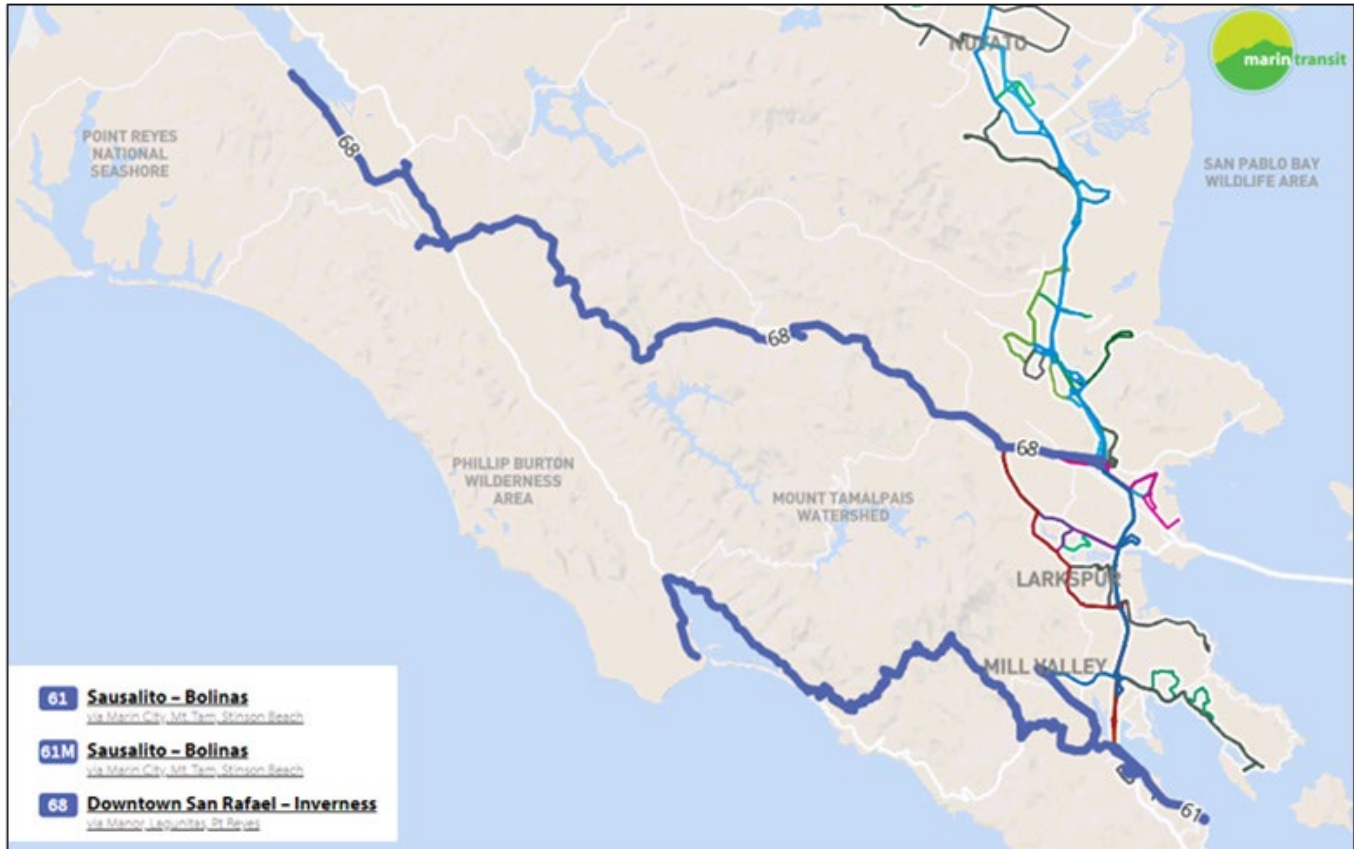 NOVATO
marintransit
POINT REYES
NATIONAL
SEASHORE
SAN PABLO BAY
WILDLIFE AREA
68
68
68
PHILLIP BURTON
WILDERNESS
AREA
MOUNT TAMALPAIS
WATERSHED
LARKSPUR
MILL VALLEY
61
61 Sausalito – Bolinas
via Marin City, Mt. Tam, Stinson Beach
61M Sausalito – Bolinas
via Marin City, Mt. Tam, Stinson Beach
68 Downtown San Rafael – Inverness
via Manor, Lagunitas, Pt Reyes